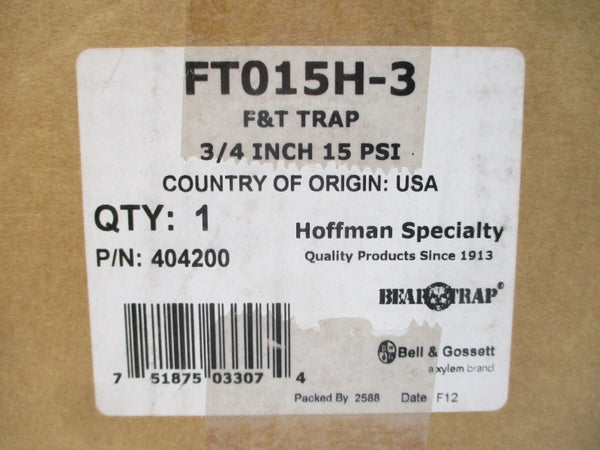 FT015H-3
F&T TRAP
3/4 INCH 15 PSI
COUNTRY OF ORIGIN: USA
QTY: 1
P/N: 404200
Hoffman Specialty
Quality Products Since 1913
BEAR TRAP®
Bell & Gossett
a xylem brand
7 51875 03307 4
Packed By 2588 Date F12